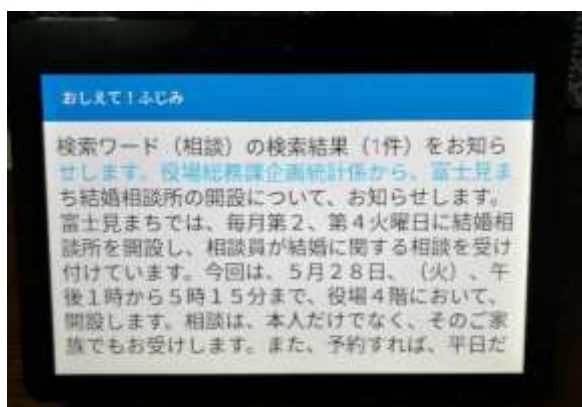 おしえて!ふじみ
検索ワード（相談）の検索結果（1件）をお知ら
せします。役場総務課企画統計係から、富士見ま
ち結婚相談所の開設について、お知らせします。
富士見まちでは、毎月第２、第４火曜日に結婚相
談所を開設し、相談員が結婚に関する相談を受け
付けています。今回は、５月２８日、（火）、午
後１時から５時１５分まで、役場４階において、
開設します。相談は、本人だけでなく、そのご家
族でもお受けします。また、予約すれば、平日だ